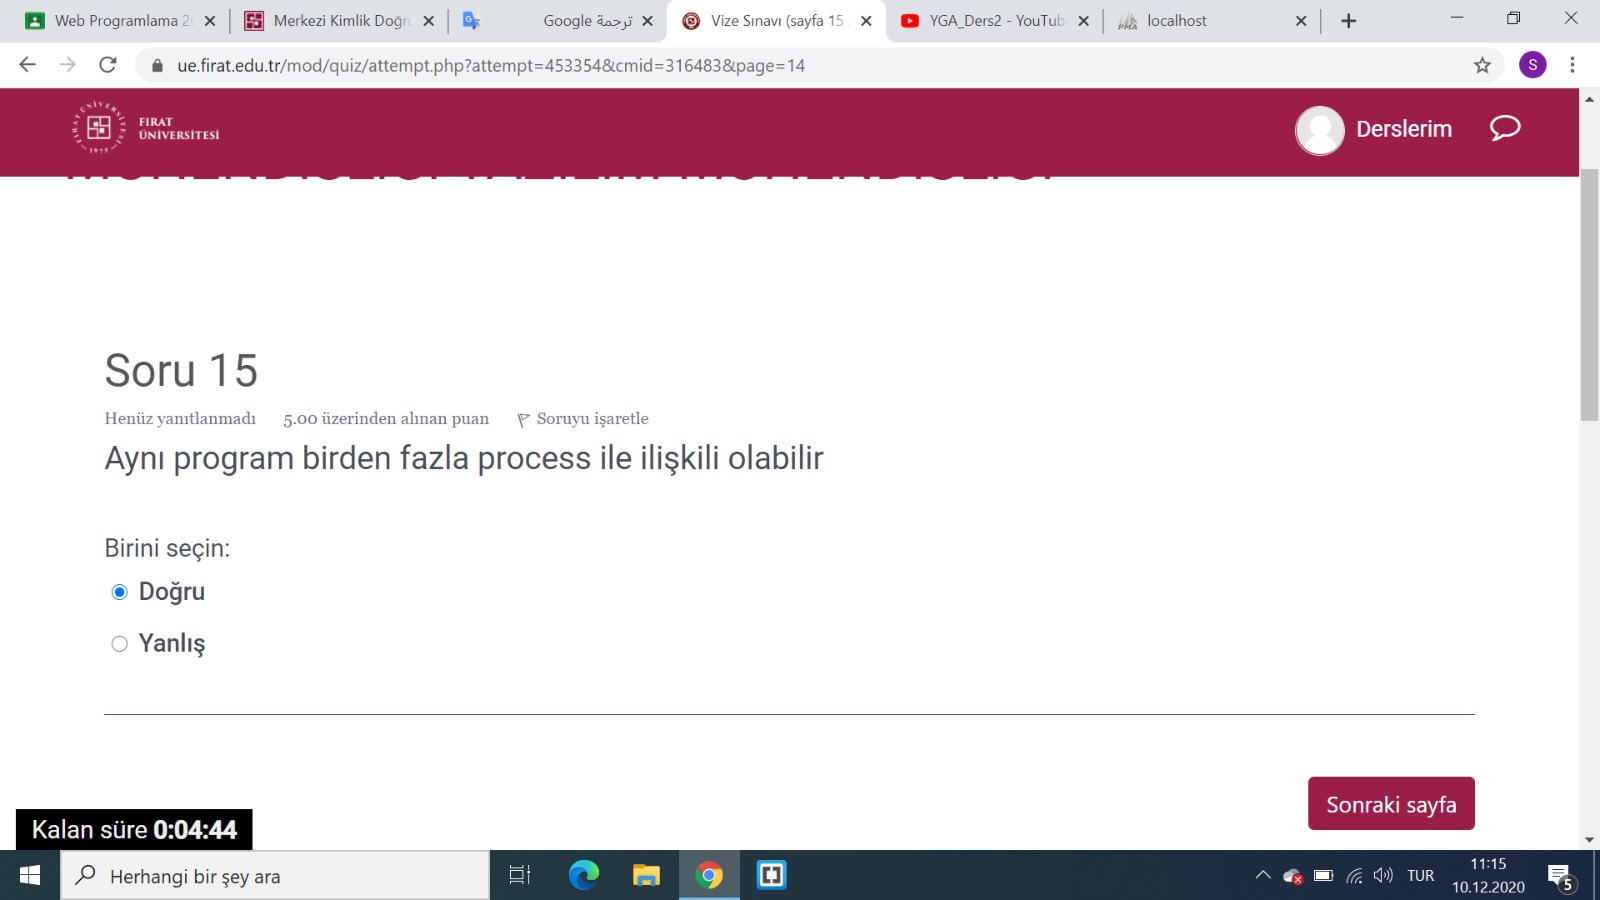 Web Programlama 2
Merkezi Kimlik Doğru
ترجمة Google
Vize Sınavı (sayfa 15
YGA_Ders2 - YouTub
localhost
ue.firat.edu.tr/mod/quiz/attempt.php?attempt=453354&cmid=316483&page=14
S
FIRAT
ÜNİVERSİTESİ
1975
Derslerim
Soru 15
Henüz yanıtlanmadı
5.00 üzerinden alınan puan
Soruyu işaretle
Aynı program birden fazla process ile ilişkili olabilir
Birini seçin:
Doğru
Yanlış
Sonraki sayfa
Kalan süre 0:04:44
Herhangi bir şey ara
TUR
11:15
10.12.2020
5